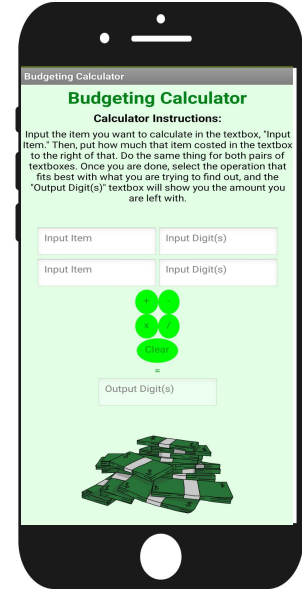 Budgeting Calculator
Budgeting Calculator
Calculator Instructions:
Input the item you want to calculate in the textbox, "Input
Item." Then, put how much that item costed in the textbox
to the right of that. Do the same thing for both pairs of
textboxes. Once you are done, select the operation that
fits best with what you are trying to find out, and the
"Output Digit(s)" textbox will show you the amount you
are left with.
Input Item Input Digit(s)
Input Item Input Digit(s)
+ -
x /
Clear
=
Output Digit(s)